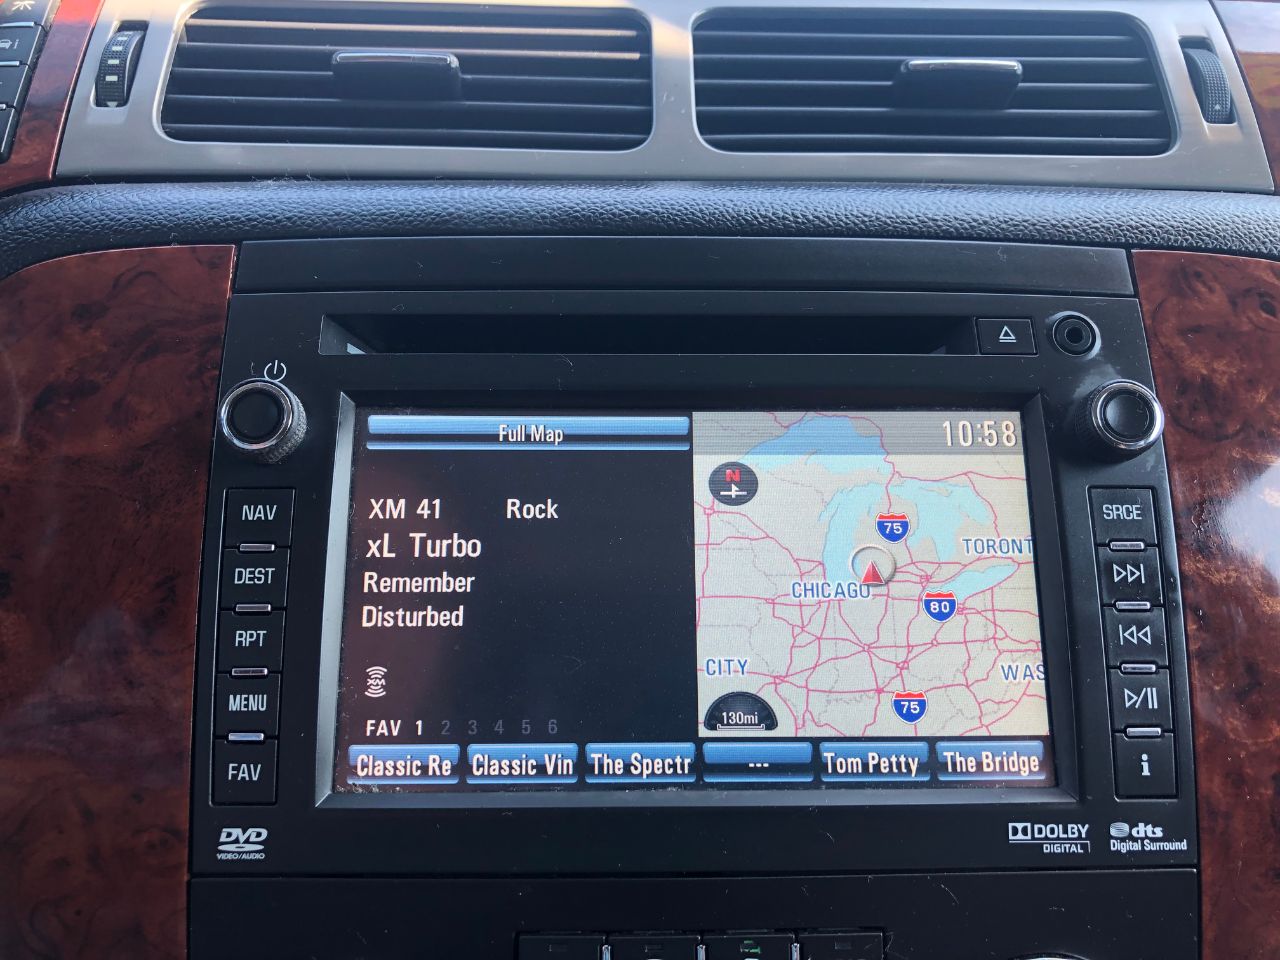 Full Map
10:58
XM 41 Rock
xL Turbo
Remember
Disturbed
XM
FAV 1 2 3 4 5 6
Classic Re
Classic Vin
The Spectr
---
Tom Petty
The Bridge
N
75
TORONT
CHICAGO
80
CITY
WAS
75
130mi
NAV
DEST
RPT
MENU
FAV
SRCE
i
DVD
VIDEO/AUDIO
DOLBY
DIGITAL
dts
Digital Surround